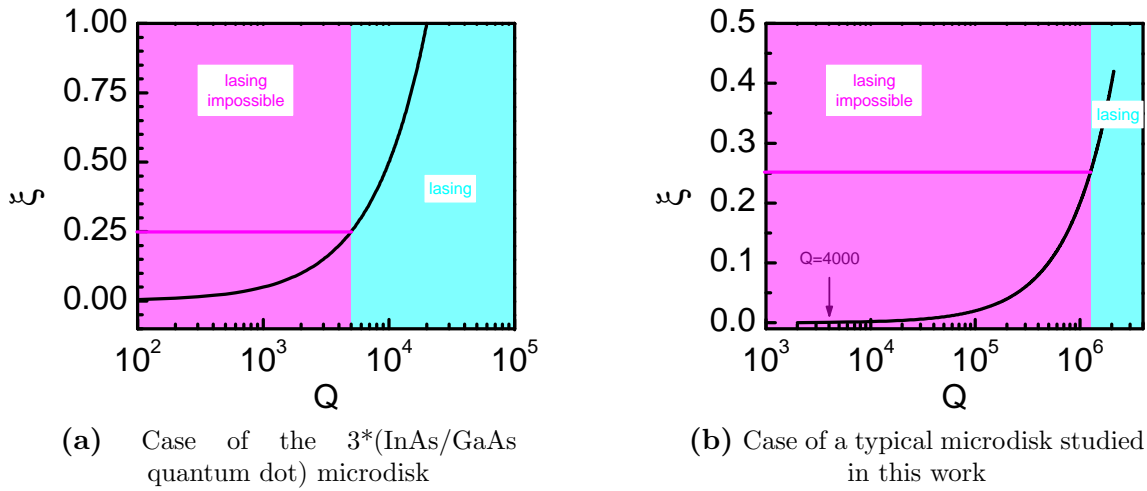 1.00
0.75
0.50
0.25
0.00
ξ
lasing
impossible
lasing
10²
10³
10⁴
10⁵
Q
(a) Case of the 3*(InAs/GaAs
quantum dot) microdisk
0.5
0.4
0.3
0.2
0.1
0.0
ξ
lasing
impossible
lasing
Q=4000
10³
10⁴
10⁵
10⁶
Q
(b) Case of a typical microdisk studied
in this work